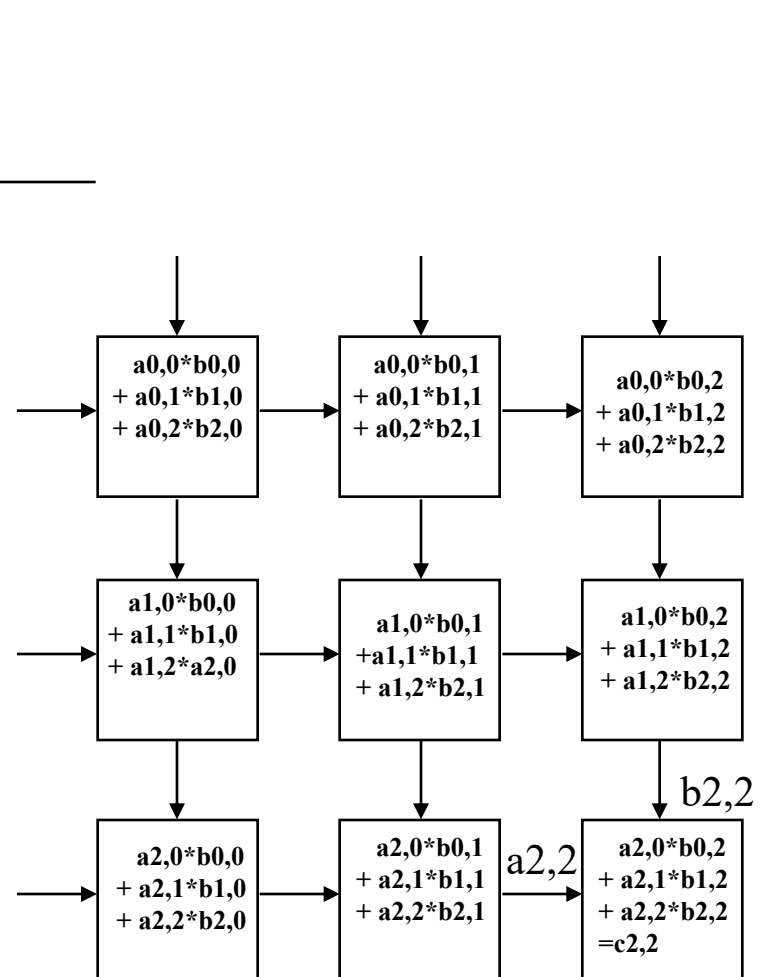 a0,0*b0,0
+ a0,1*b1,0
+ a0,2*b2,0
a0,0*b0,1
+ a0,1*b1,1
+ a0,2*b2,1
a0,0*b0,2
+ a0,1*b1,2
+ a0,2*b2,2
a1,0*b0,0
+ a1,1*b1,0
+ a1,2*a2,0
a1,0*b0,1
+a1,1*b1,1
+ a1,2*b2,1
a1,0*b0,2
+ a1,1*b1,2
+ a1,2*b2,2
b2,2
a2,0*b0,0
+ a2,1*b1,0
+ a2,2*b2,0
a2,0*b0,1
+ a2,1*b1,1
+ a2,2*b2,1
a2,2
a2,0*b0,2
+ a2,1*b1,2
+ a2,2*b2,2
=c2,2